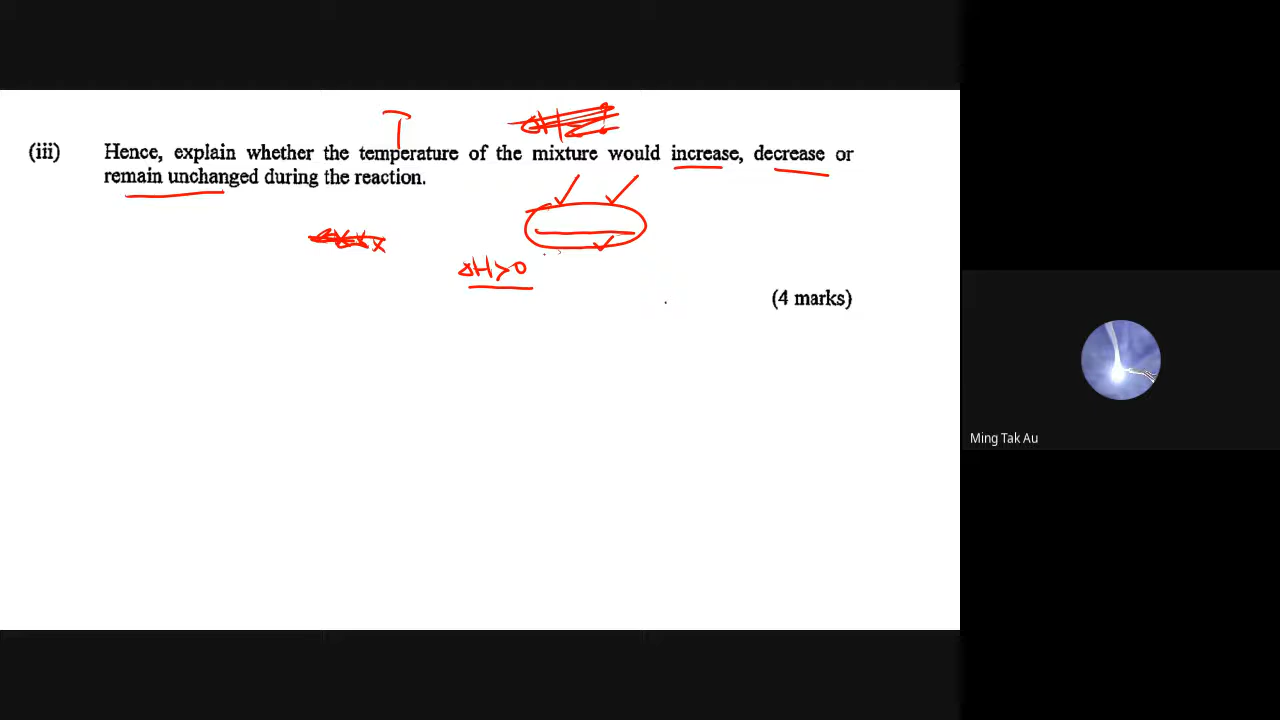 T
(iii) Hence, explain whether the temperature of the mixture would increase, decrease or
remain unchanged during the reaction.
ΔH>0
(4 marks)
Ming Tak Au